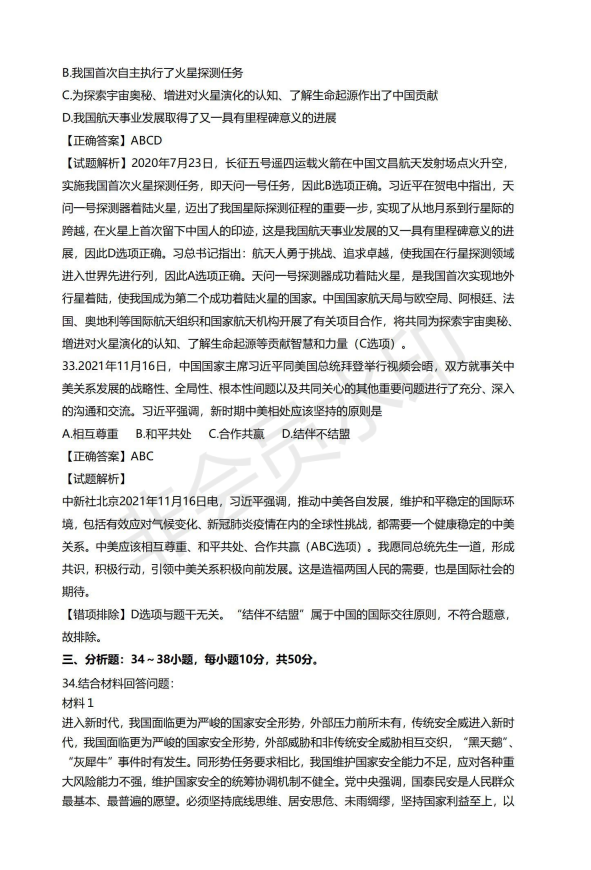 B.我国首次自主执行了火星探测任务
C.为探索宇宙奥秘、增进对火星演化的认知、了解生命起源作出了中国贡献
D.我国航天事业发展取得了又一具有里程碑意义的进展
【正确答案】ABCD
【试题解析】2020年7月23日，长征五号遥四运载火箭在中国文昌航天发射场点火升空，
实施我国首次火星探测任务，即天问一号任务，因此B选项正确。习近平在贺电中指出，天
问一号探测器着陆火星，迈出了我国星际探测征程的重要一步，实现了从地月系到行星际的
跨越，在火星上首次留下中国人的印迹，这是我国航天事业发展的又一具有里程碑意义的进
展，因此D选项正确。习总书记指出：航天人勇于挑战、追求卓越，使我国在行星探测领域
进入世界先进行列，因此A选项正确。天问一号探测器成功着陆火星，是我国首次实现地外
行星着陆，使我国成为第二个成功着陆火星的国家。中国国家航天局与欧空局、阿根廷、法
国、奥地利等国际航天组织和国家航天机构开展了有关项目合作，将共同为探索宇宙奥秘、
增进对火星演化的认知、了解生命起源等贡献智慧和力量（C选项）。
33.2021年11月16日，中国国家主席习近平同美国总统拜登举行视频会晤，双方就事关中
美关系发展的战略性、全局性、根本性问题以及共同关心的其他重要问题进行了充分、深入
的沟通和交流。习近平强调，新时期中美相处应该坚持的原则是
A.相互尊重 B.和平共处 C.合作共赢 D.结伴不结盟
【正确答案】ABC
【试题解析】
中新社北京2021年11月16日电，习近平强调，推动中美各自发展，维护和平稳定的国际环
境，包括有效应对气候变化、新冠肺炎疫情在内的全球性挑战，都需要一个健康稳定的中美
关系。中美应该相互尊重、和平共处、合作共赢（ABC选项）。我愿同总统先生一道，形成
共识，积极行动，引领中美关系积极向前发展。这是造福两国人民的需要，也是国际社会的
期待。
【错项排除】D选项与题干无关。“结伴不结盟”属于中国的国际交往原则，不符合题意，
故排除。
三、分析题：34～38小题，每小题10分，共50分。
34.结合材料回答问题：
材料1
进入新时代，我国面临更为严峻的国家安全形势，外部压力前所未有，传统安全威进入新时
代，我国面临更为严峻的国家安全形势，外部威胁和非传统安全威胁相互交织，“黑天鹅”、
“灰犀牛”事件时有发生。同形势任务要求相比，我国维护国家安全能力不足，应对各种重
大风险能力不强，维护国家安全的统筹协调机制不健全。党中央强调，国泰民安是人民群众
最基本、最普遍的愿望。必须坚持底线思维、居安思危、未雨绸缪，坚持国家利益至上，以
非会员水印